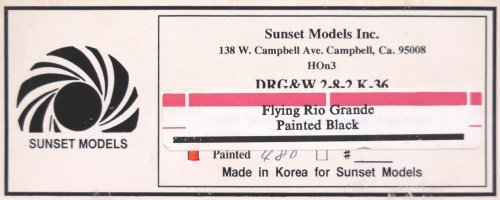 Sunset Models Inc.
138 W. Campbell Ave. Campbell, Ca. 95008
HOn3
DRG&W 2-8-2 K-36
Flying Rio Grande
Painted Black
SUNSET MODELS
Painted 480 #
Made in Korea for Sunset Models